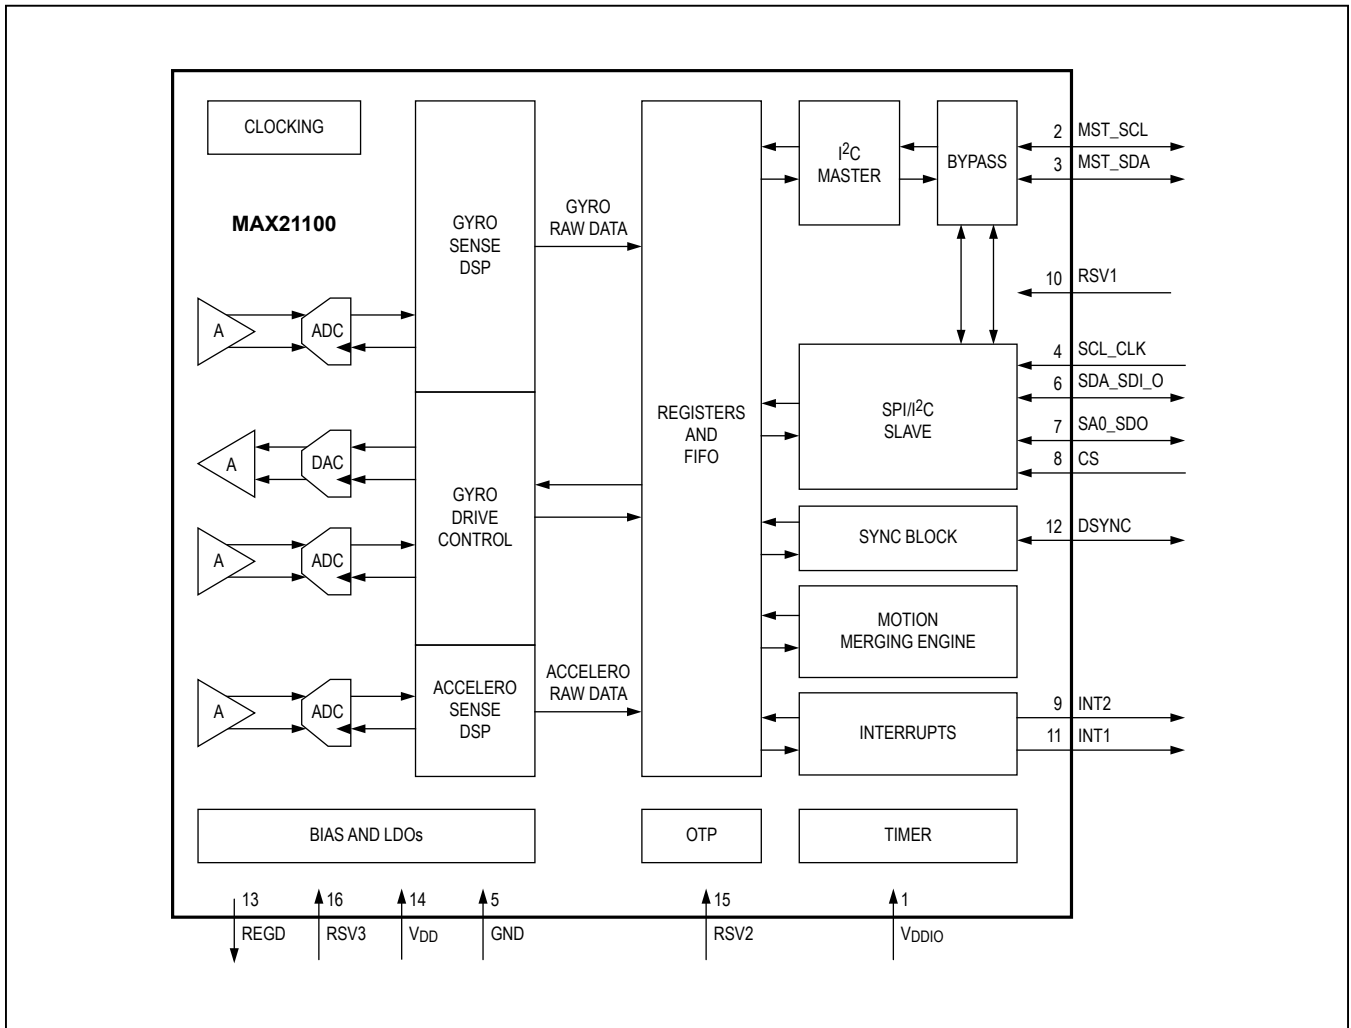 CLOCKING
MAX21100
GYRO
SENSE
DSP
GYRO
RAW DATA
A
ADC
A
DAC
A
ADC
GYRO
DRIVE
CONTROL
A
ADC
ACCELERO
SENSE
DSP
ACCELERO
RAW DATA
REGISTERS
AND
FIFO
I2C
MASTER
BYPASS
2 MST_SCL
3 MST_SDA
10 RSV1
SPI/I2C
SLAVE
4 SCL_CLK
6 SDA_SDI_O
7 SA0_SDO
8 CS
SYNC BLOCK
12 DSYNC
MOTION
MERGING ENGINE
INTERRUPTS
9 INT2
11 INT1
BIAS AND LDOs
OTP
TIMER
13
REGD
16
RSV3
14
VDD
5
GND
15
RSV2
1
VDDIO